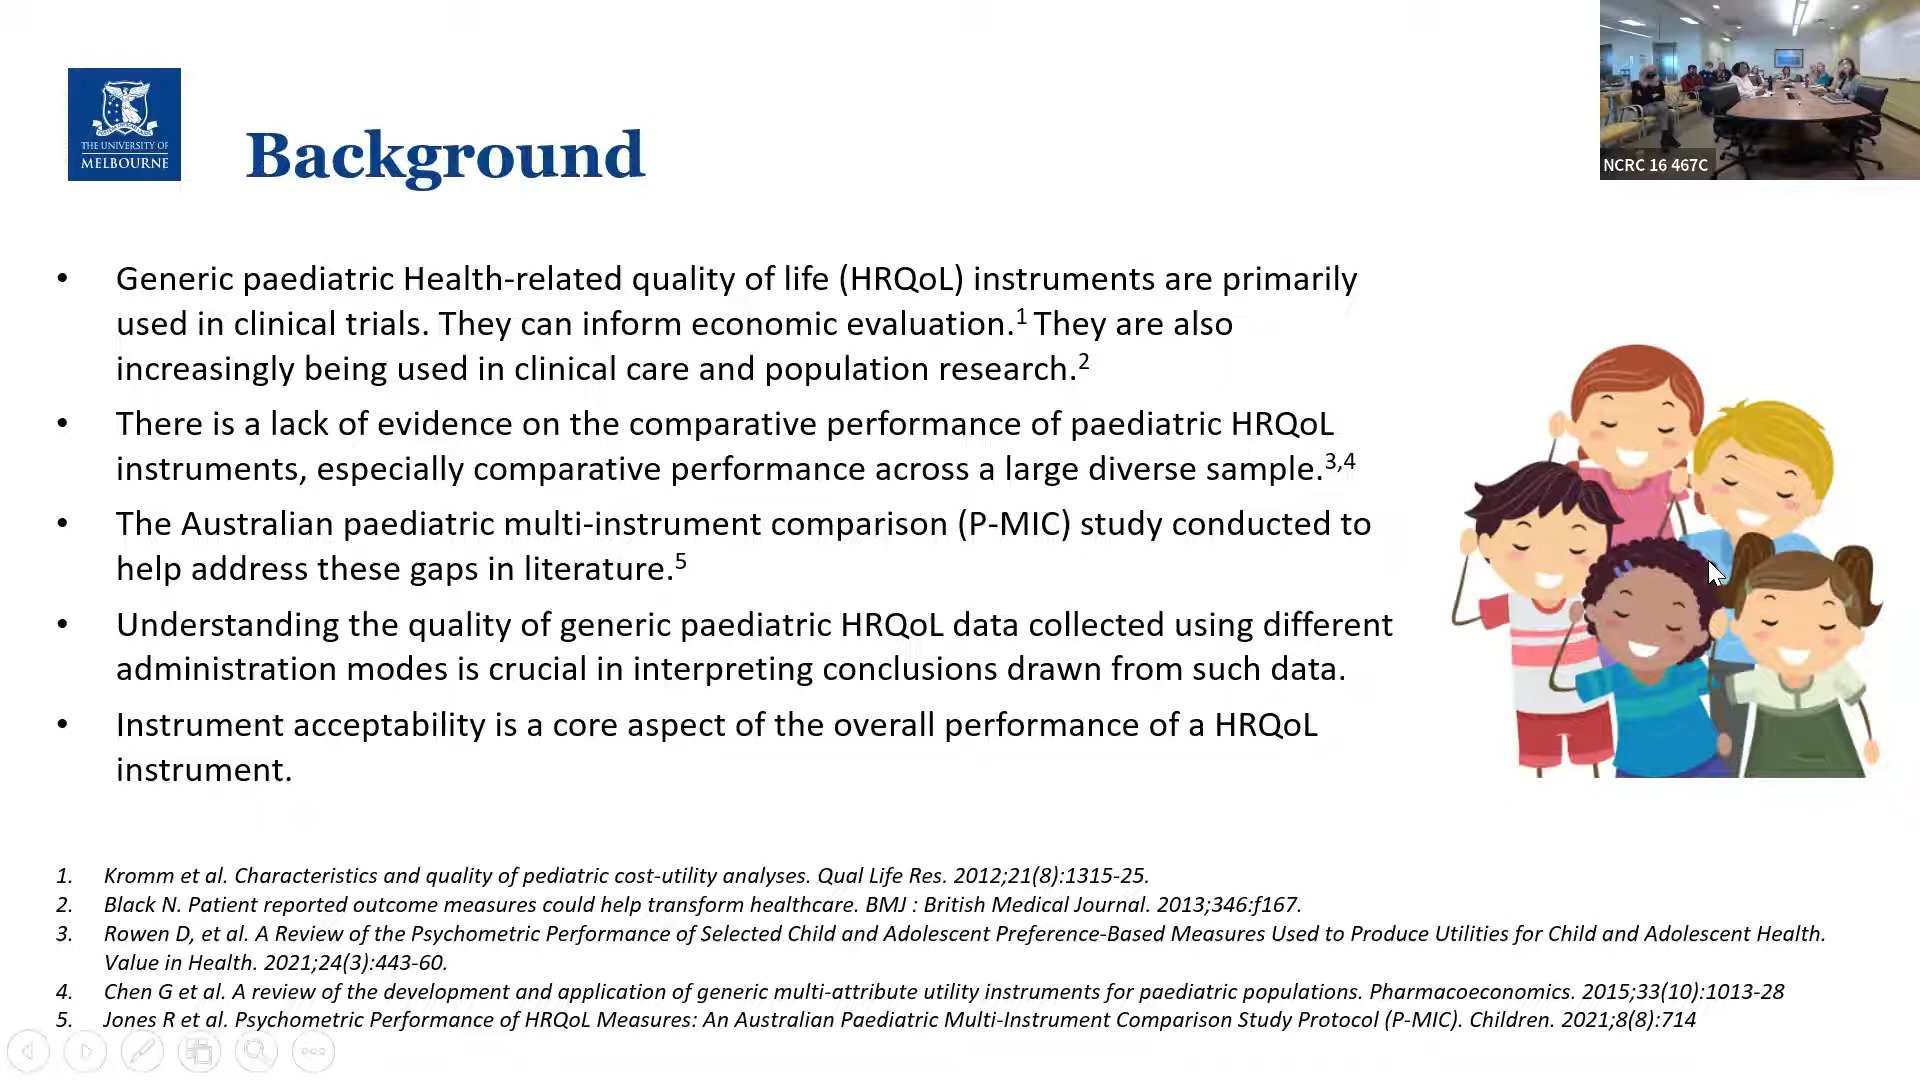 NCRC 16 467C
THE UNIVERSITY OF
MELBOURNE
Background
• Generic paediatric Health-related quality of life (HRQoL) instruments are primarily
used in clinical trials. They can inform economic evaluation.1 They are also
increasingly being used in clinical care and population research.2
• There is a lack of evidence on the comparative performance of paediatric HRQoL
instruments, especially comparative performance across a large diverse sample.3,4
• The Australian paediatric multi-instrument comparison (P-MIC) study conducted to
help address these gaps in literature.5
• Understanding the quality of generic paediatric HRQoL data collected using different
administration modes is crucial in interpreting conclusions drawn from such data.
• Instrument acceptability is a core aspect of the overall performance of a HRQoL
instrument.
1. Kromm et al. Characteristics and quality of pediatric cost-utility analyses. Qual Life Res. 2012;21(8):1315-25.
2. Black N. Patient reported outcome measures could help transform healthcare. BMJ : British Medical Journal. 2013;346:f167.
3. Rowen D, et al. A Review of the Psychometric Performance of Selected Child and Adolescent Preference-Based Measures Used to Produce Utilities for Child and Adolescent Health.
Value in Health. 2021;24(3):443-60.
4. Chen G et al. A review of the development and application of generic multi-attribute utility instruments for paediatric populations. Pharmacoeconomics. 2015;33(10):1013-28
5. Jones R et al. Psychometric Performance of HRQoL Measures: An Australian Paediatric Multi-Instrument Comparison Study Protocol (P-MIC). Children. 2021;8(8):714